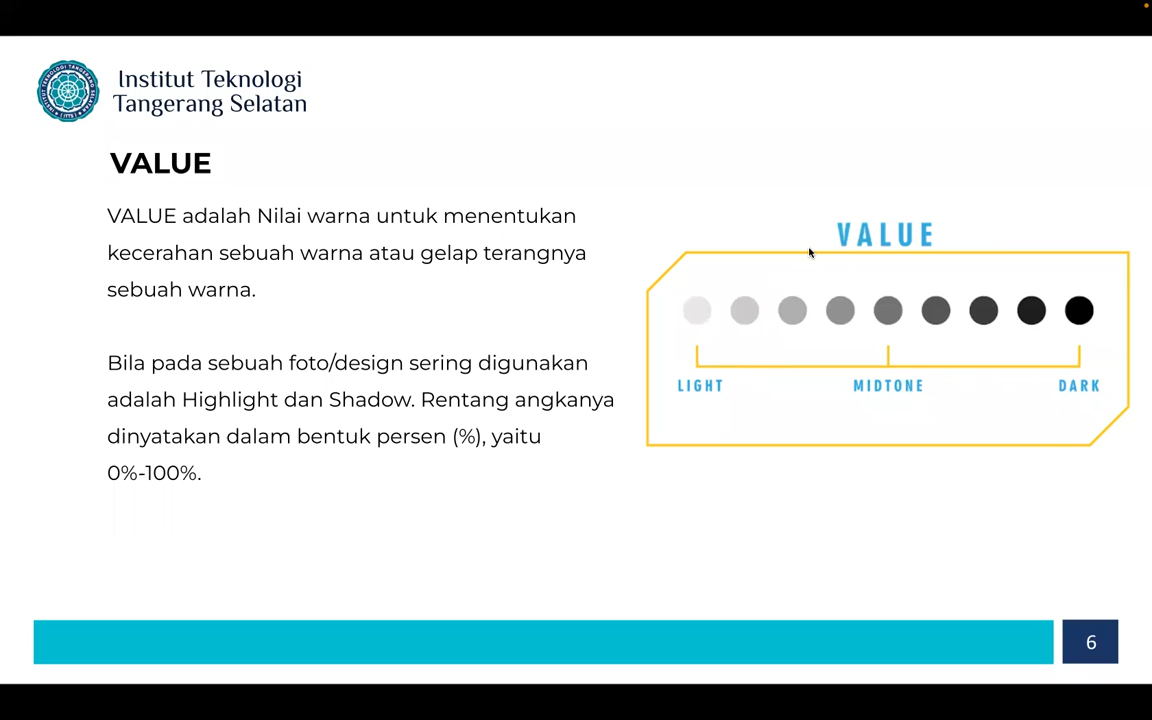 Institut Teknologi
Tangerang Selatan
VALUE
VALUE adalah Nilai warna untuk menentukan
kecerahan sebuah warna atau gelap terangnya
sebuah warna.
Bila pada sebuah foto/design sering digunakan
adalah Highlight dan Shadow. Rentang angkanya
dinyatakan dalam bentuk persen (%), yaitu
0%-100%.
VALUE
LIGHT MIDTONE DARK
6